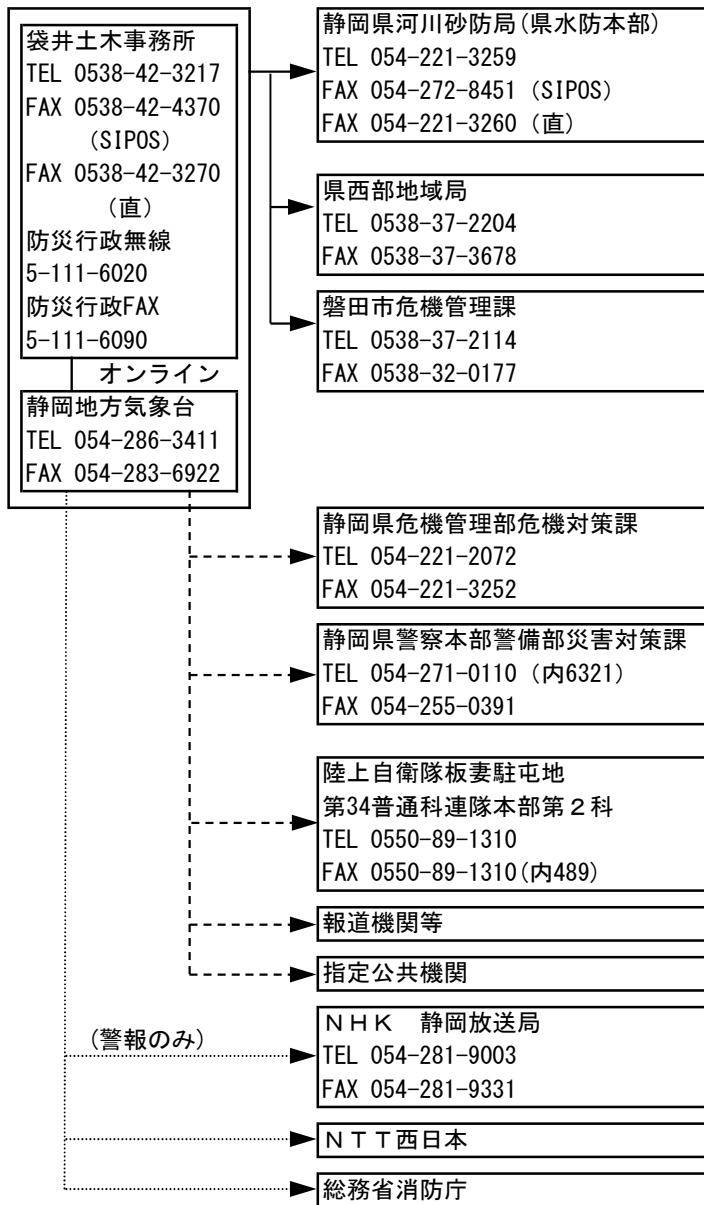 袋井土木事務所
TEL 0538-42-3217
FAX 0538-42-4370
(SIPOS)
FAX 0538-42-3270
(直)
防災行政無線
5-111-6020
防災行政FAX
5-111-6090
オンライン
静岡地方気象台
TEL 054-286-3411
FAX 054-283-6922
静岡県河川砂防局(県水防本部)
TEL 054-221-3259
FAX 054-272-8451 (SIPOS)
FAX 054-221-3260 (直)
県西部地域局
TEL 0538-37-2204
FAX 0538-37-3678
磐田市危機管理課
TEL 0538-37-2114
FAX 0538-32-0177
静岡県危機管理部危機対策課
TEL 054-221-2072
FAX 054-221-3252
静岡県警察本部警備部災害対策課
TEL 054-271-0110 (内6321)
FAX 054-255-0391
陸上自衛隊板妻駐屯地
第34普通科連隊本部第２科
TEL 0550-89-1310
FAX 0550-89-1310(内489)
報道機関等
指定公共機関
(警報のみ)
ＮＨＫ　静岡放送局
TEL 054-281-9003
FAX 054-281-9331
ＮＴＴ西日本
総務省消防庁